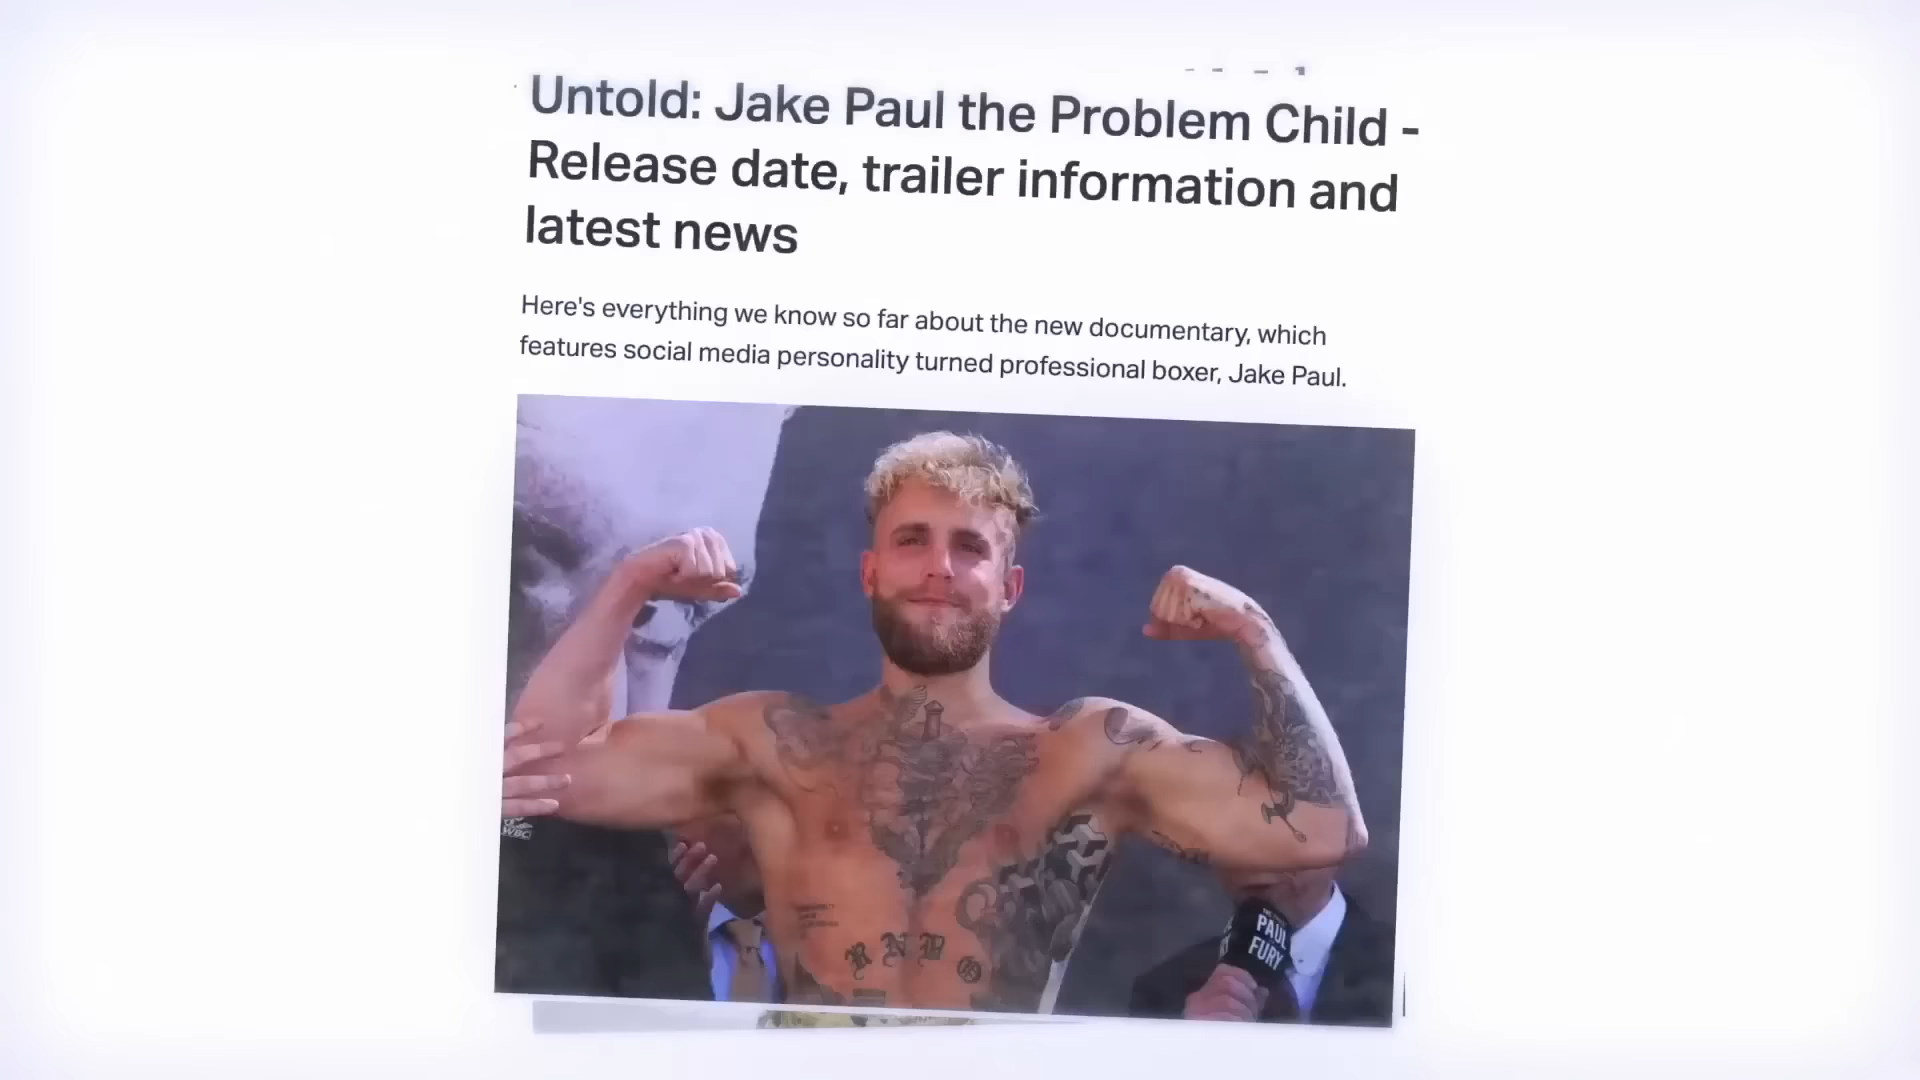 Untold: Jake Paul the Problem Child -
Release date, trailer information and
latest news
Here's everything we know so far about the new documentary, which
features social media personality turned professional boxer, Jake Paul.
WBC
RNBO
PAUL
FURY